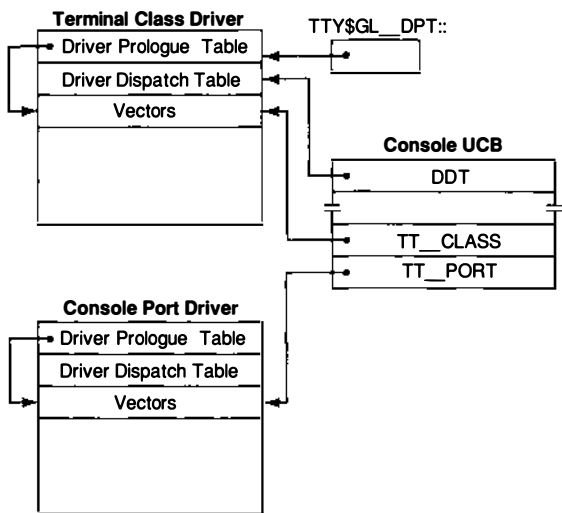 Terminal Class Driver
TTY$GL__DPT::
Driver Prologue Table
Driver Dispatch Table
Vectors
Console UCB
DDT
TT__CLASS
TT__PORT
Console Port Driver
Driver Prologue Table
Driver Dispatch Table
Vectors